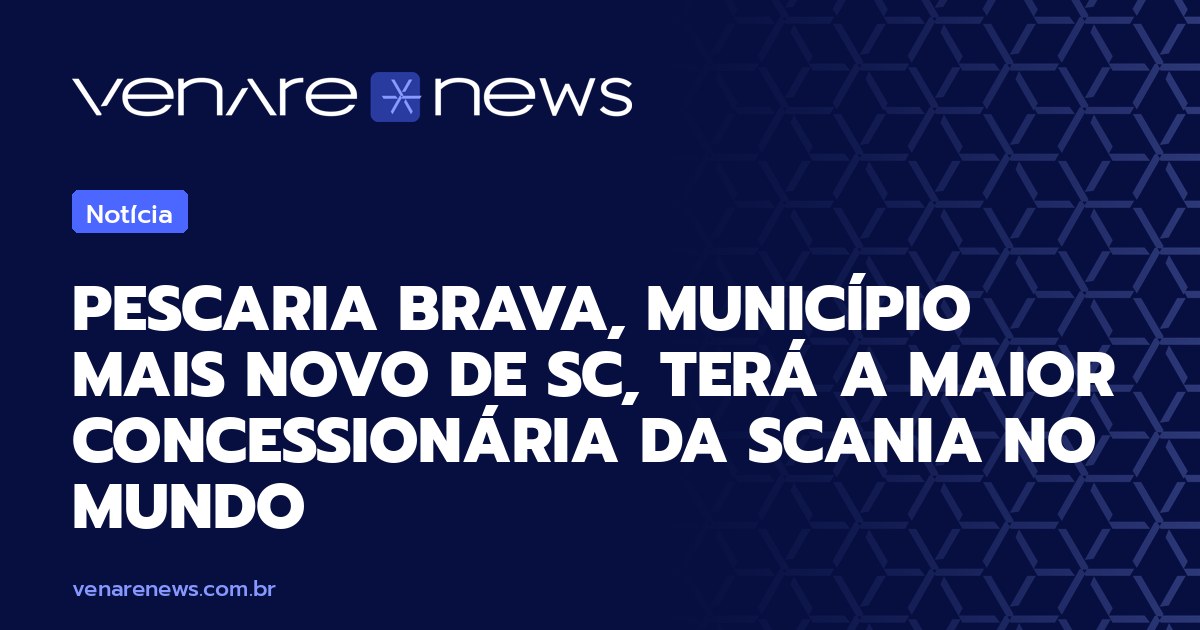 venare news
Notícia
PESCARIA BRAVA, MUNICÍPIO
MAIS NOVO DE SC, TERÁ A MAIOR
CONCESSIONÁRIA DA SCANIA NO
MUNDO
venarenews.com.br